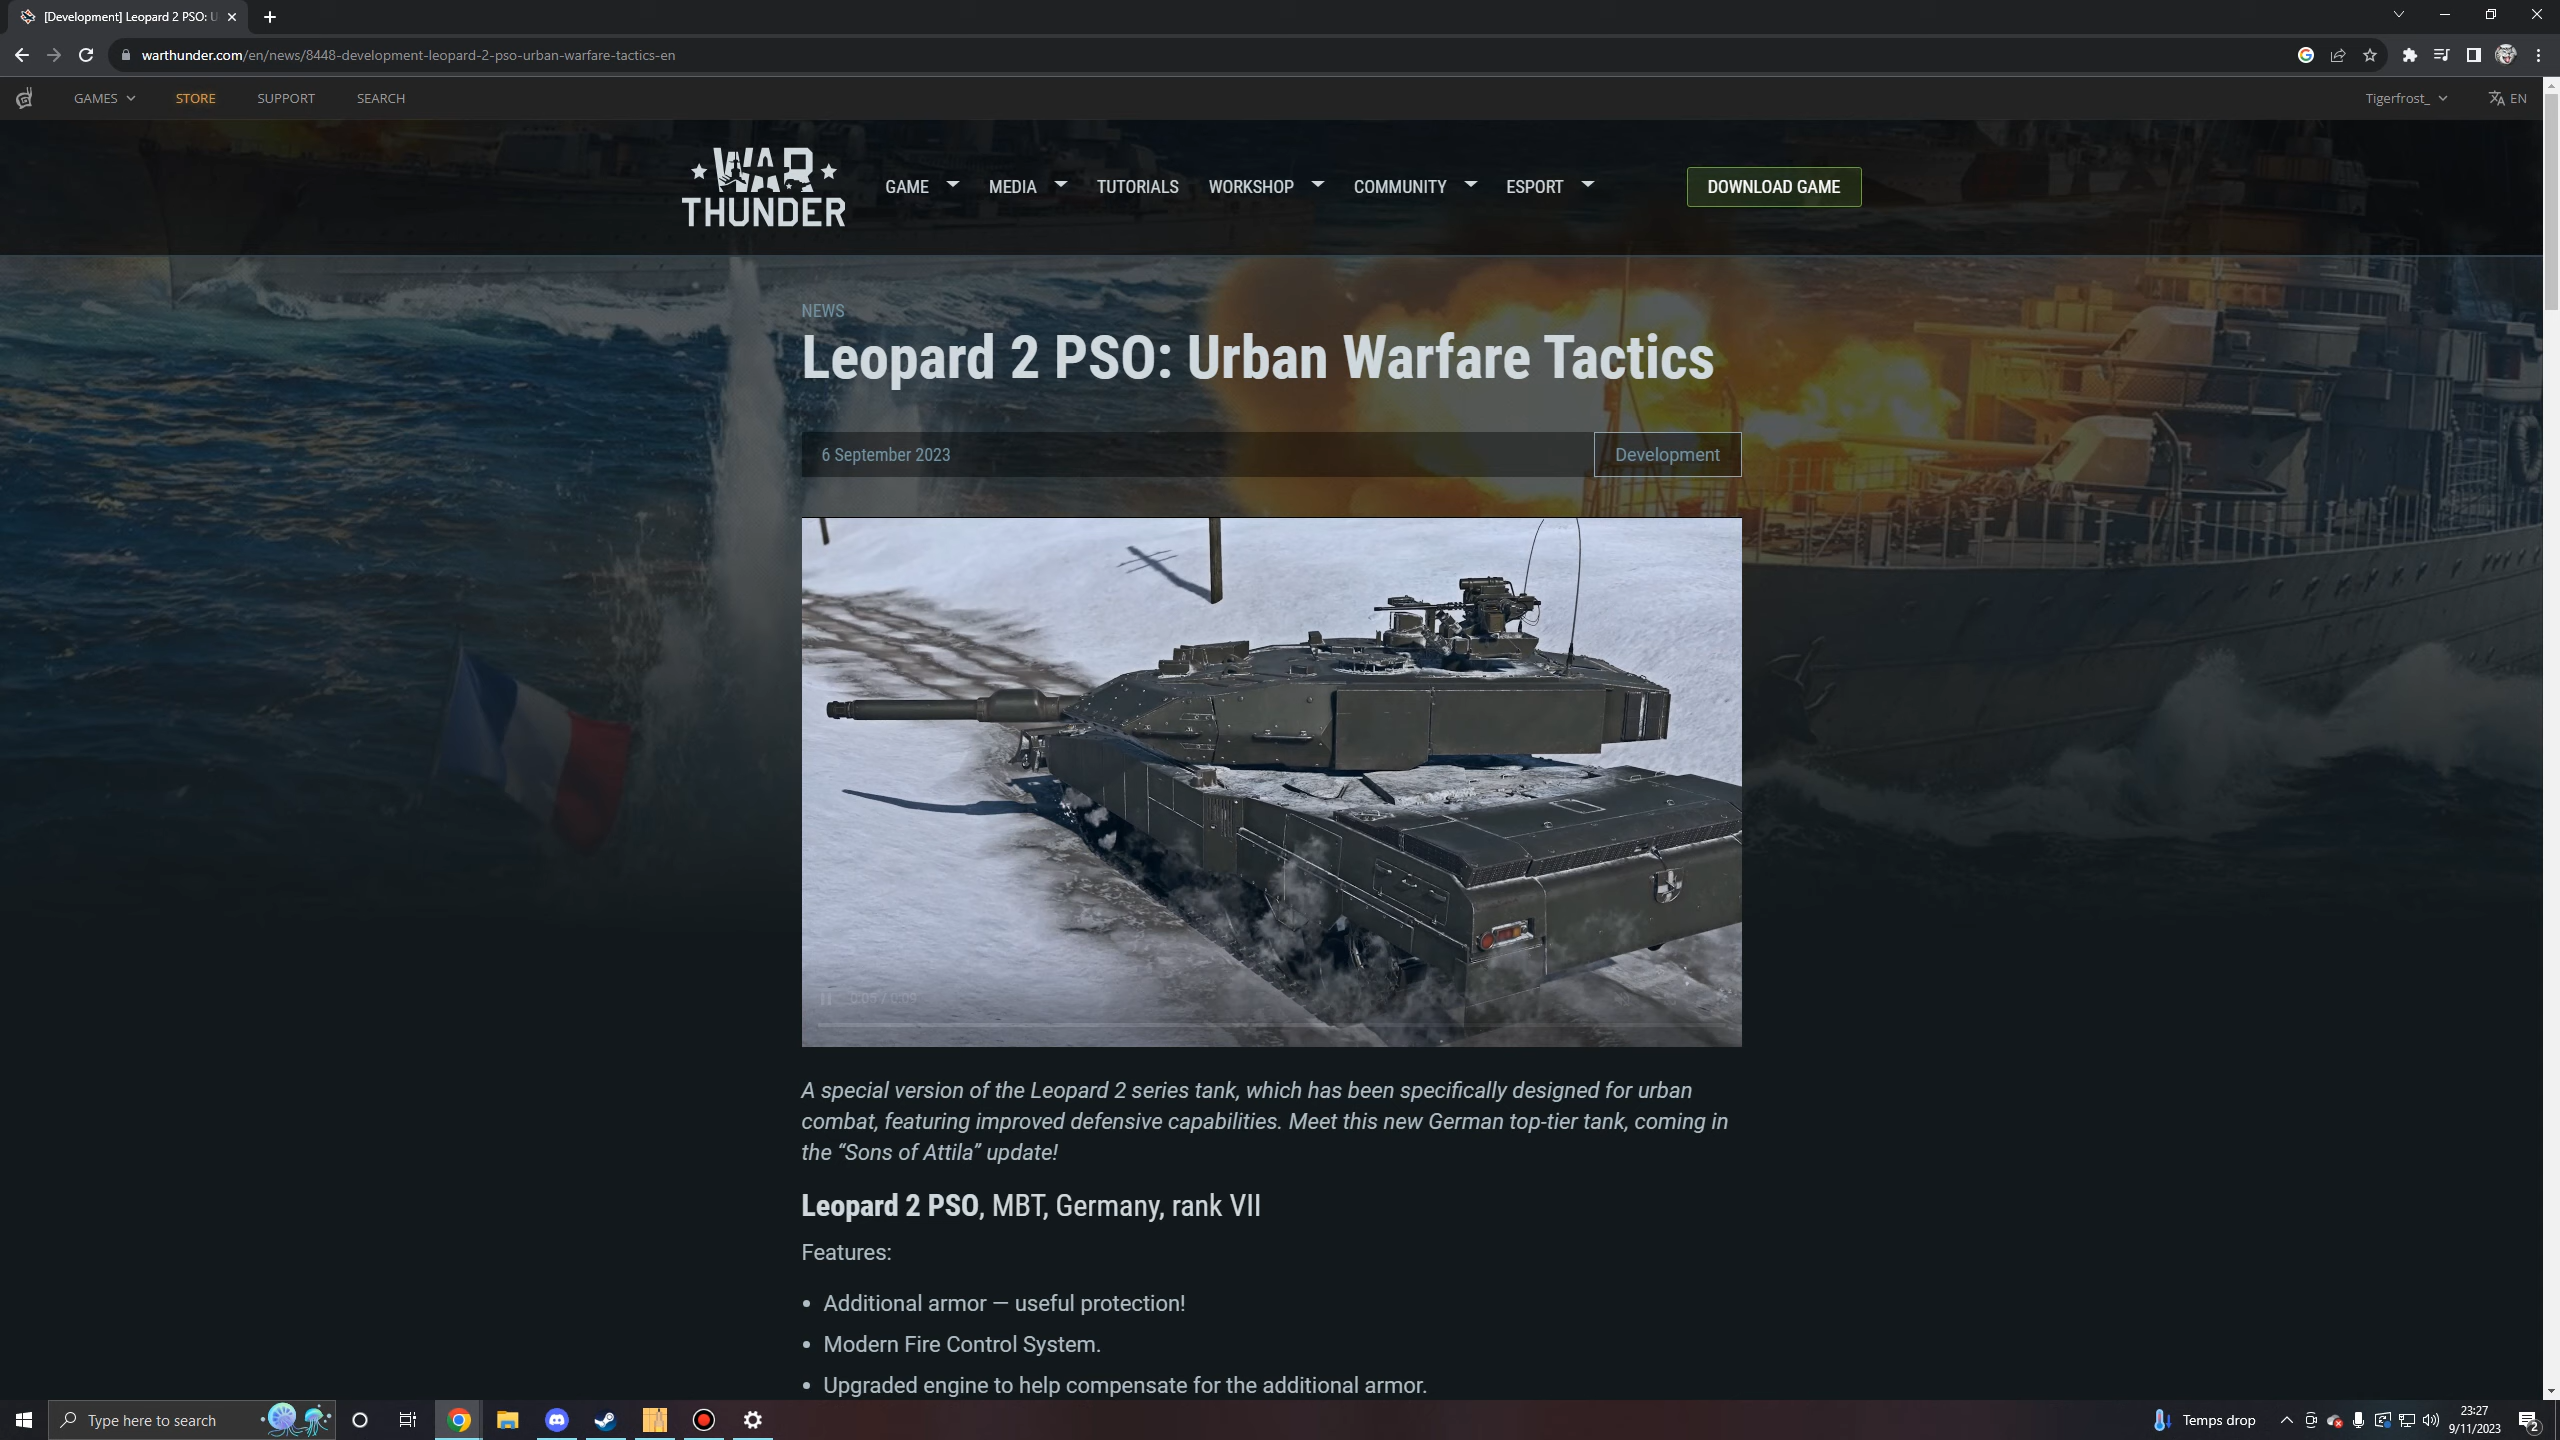 [Development] Leopard 2 PSO: U
warthunder.com/en/news/8448-development-leopard-2-pso-urban-warfare-tactics-en
GAMES STORE SUPPORT SEARCH Tigerfrost_ EN
WAR
THUNDER
GAME MEDIA TUTORIALS WORKSHOP COMMUNITY ESPORT DOWNLOAD GAME
NEWS
Leopard 2 PSO: Urban Warfare Tactics
6 September 2023 Development
0:05 / 0:09
A special version of the Leopard 2 series tank, which has been specifically designed for urban
combat, featuring improved defensive capabilities. Meet this new German top-tier tank, coming in
the “Sons of Attila” update!
Leopard 2 PSO, MBT, Germany, rank VII
Features:
• Additional armor — useful protection!
• Modern Fire Control System.
• Upgraded engine to help compensate for the additional armor.
Type here to search
Temps drop
23:27
9/11/2023
2